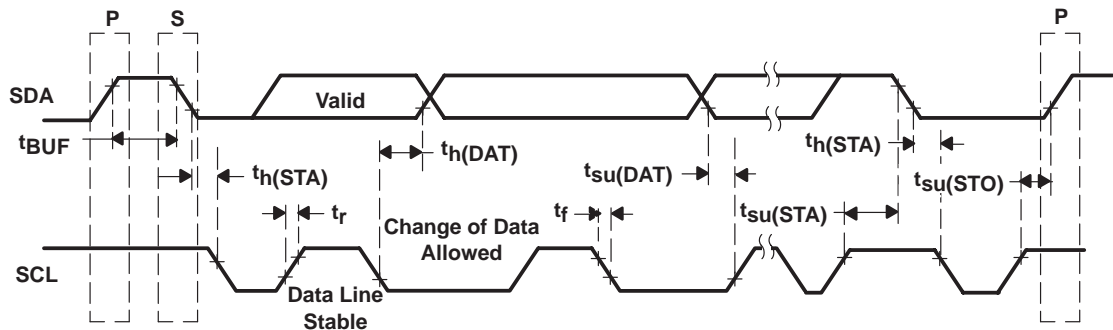 P S P
SDA
Valid
tBUF
th(STA)
th(DAT)
tsu(DAT)
th(STA)
tsu(STO)
tr
Change of Data
Allowed
tf
tsu(STA)
SCL
Data Line
Stable